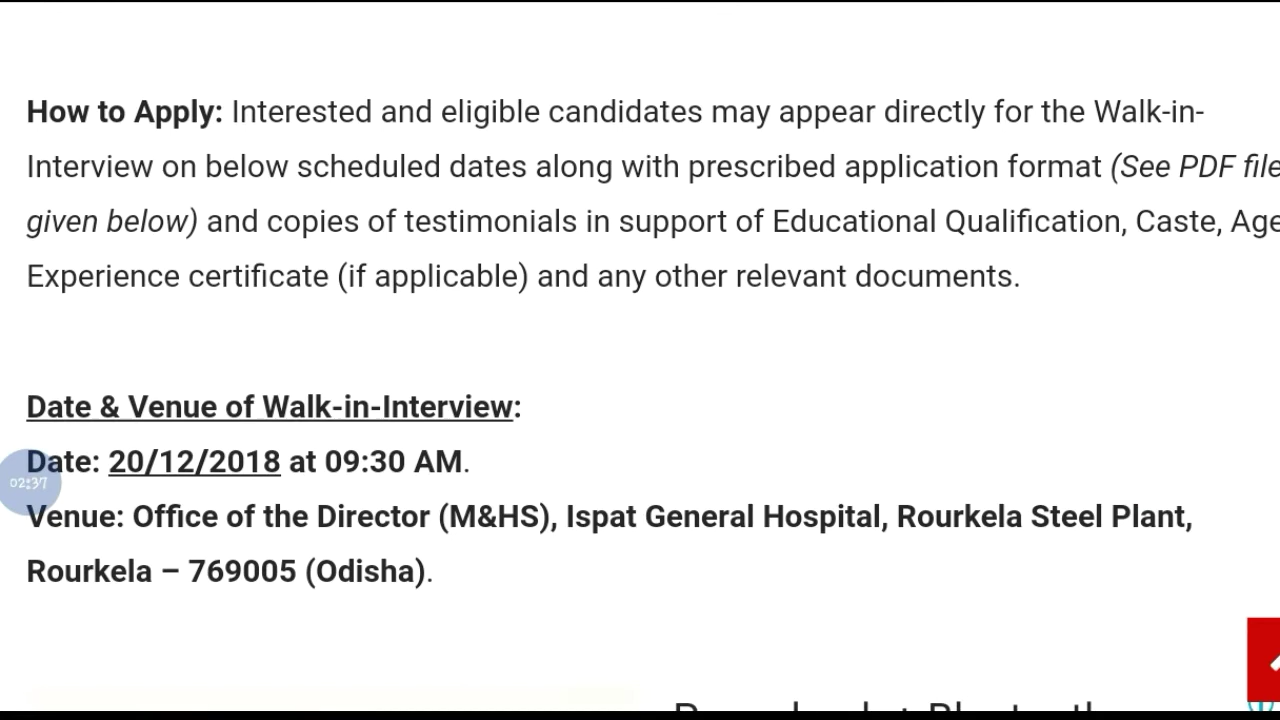 How to Apply: Interested and eligible candidates may appear directly for the Walk-in-
Interview on below scheduled dates along with prescribed application format (See PDF file
given below) and copies of testimonials in support of Educational Qualification, Caste, Age
Experience certificate (if applicable) and any other relevant documents.
Date & Venue of Walk-in-Interview:
Date: 20/12/2018 at 09:30 AM.
02:37
Venue: Office of the Director (M&HS), Ispat General Hospital, Rourkela Steel Plant,
Rourkela – 769005 (Odisha).